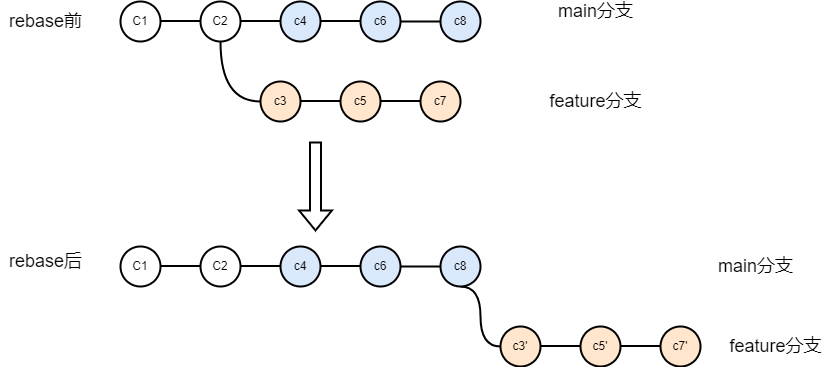 rebase前
C1 C2 c4 c6 c8
main分支
c3 c5 c7
feature分支
rebase后
C1 C2 c4 c6 c8
main分支
c3' c5' c7'
feature分支